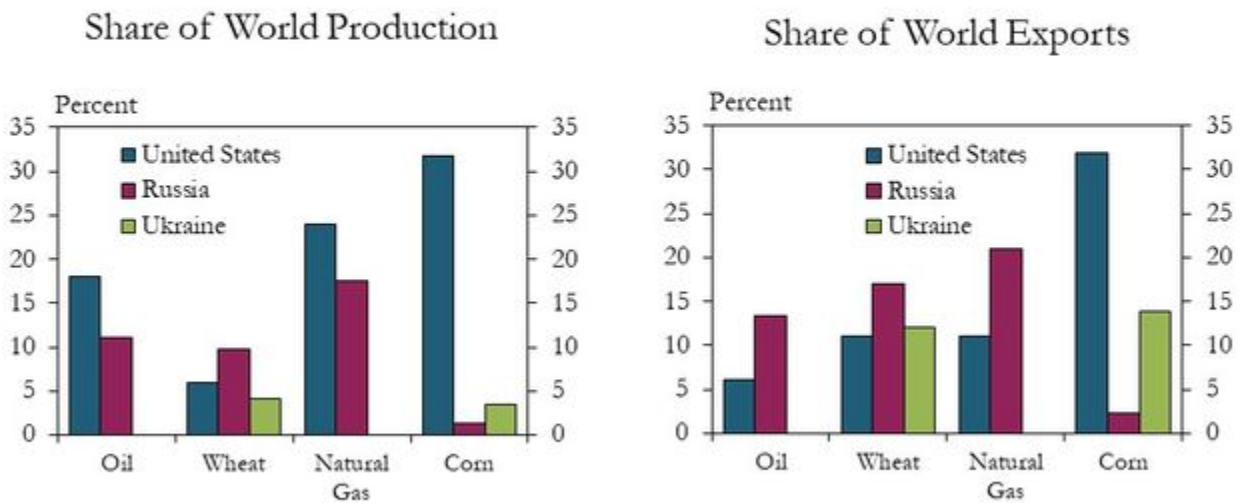 Share of World Production
Percent
35
30
25
20
15
10
5
0
35
30
25
20
15
10
5
0
United States
Russia
Ukraine
Oil
Wheat
Natural
Gas
Corn
Share of World Exports
Percent
35
30
25
20
15
10
5
0
35
30
25
20
15
10
5
0
United States
Russia
Ukraine
Oil
Wheat
Natural
Gas
Corn